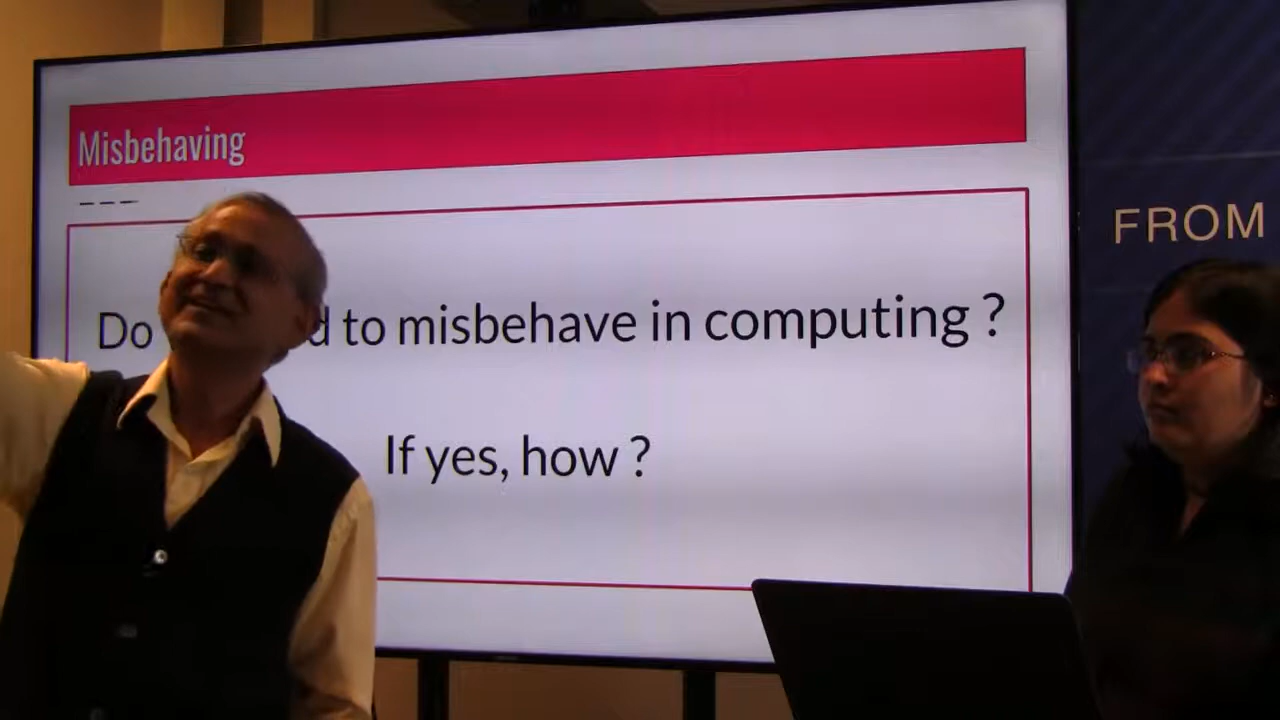 Misbehaving
Do to misbehave in computing ?
If yes, how ?
FROM